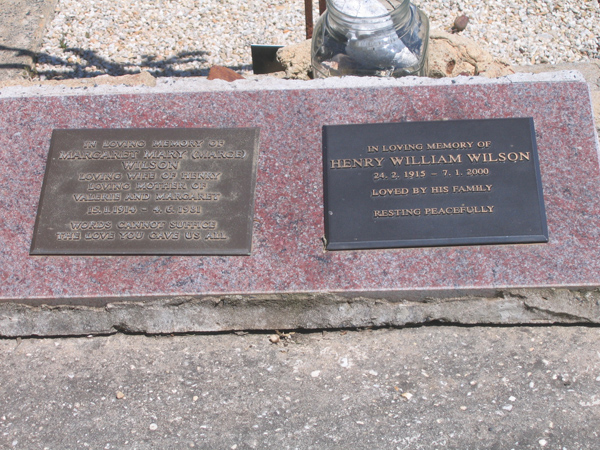 IN LOVING MEMORY OF
MARGARET MARY (MARGE)
WILSON
LOVING WIFE OF HENRY
LOVING MOTHER OF
VALERIE AND MARGARET
WORDS CANNOT SUFFICE
THE LOVE YOU GAVE US ALL
IN LOVING MEMORY OF
HENRY WILLIAM WILSON
24. 2. 1915 – 7. 1. 2000
LOVED BY HIS FAMILY
RESTING PEACEFULLY